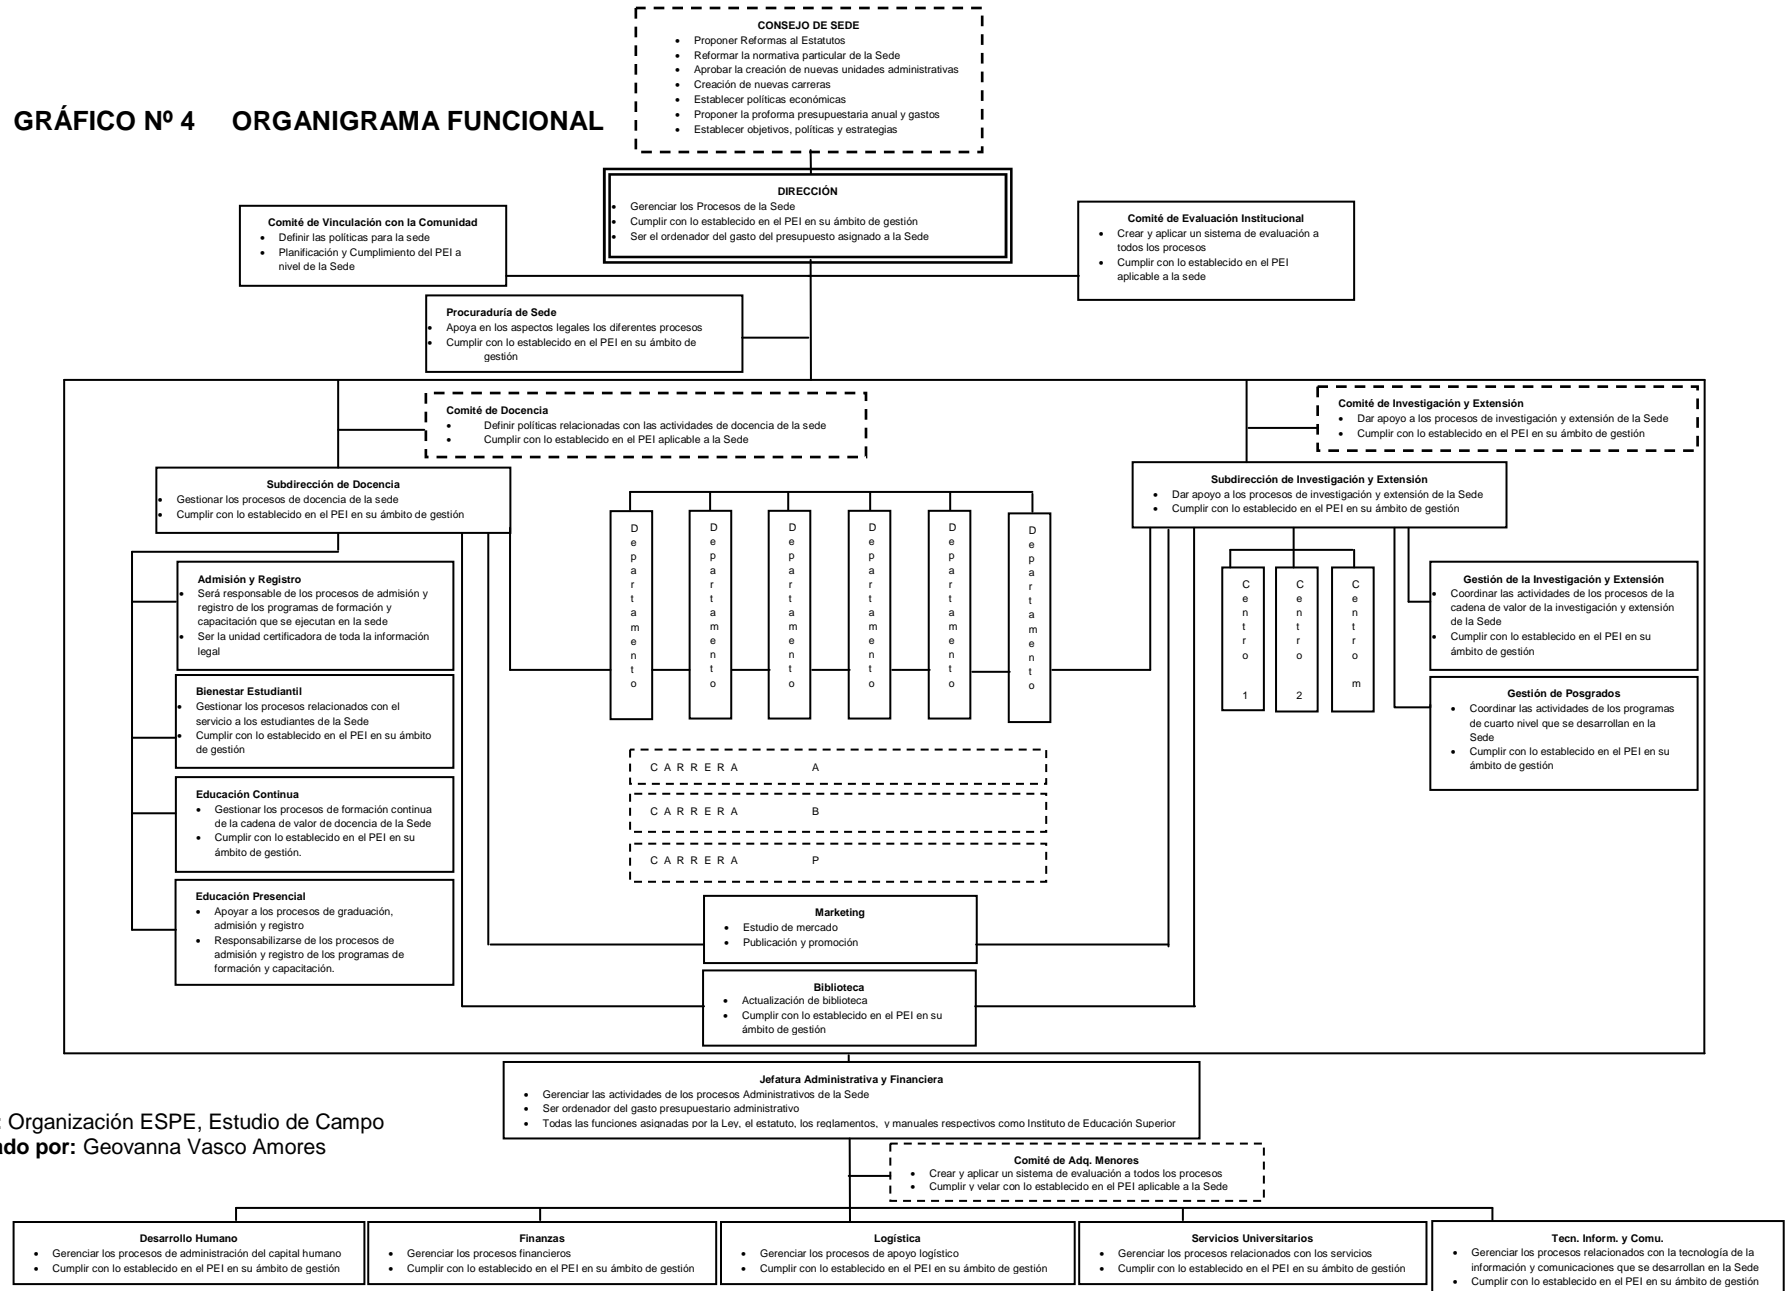 CONSEJO DE SEDE
• Proponer Reformas al Estatutos
• Reformar la normativa particular de la Sede
• Aprobar la creación de nuevas unidades administrativas
• Creación de nuevas carreras
• Establecer políticas económicas
• Proponer la proforma presupuestaria anual y gastos
• Establecer objetivos, políticas y estrategias
GRÁFICO Nº 4 ORGANIGRAMA FUNCIONAL
DIRECCIÓN
• Gerenciar los Procesos de la Sede
• Cumplir con lo establecido en el PEI en su ámbito de gestión
• Ser el ordenador del gasto del presupuesto asignado a la Sede
Comité de Vinculación con la Comunidad
• Definir las políticas para la sede
• Planificación y Cumplimiento del PEI a
nivel de la Sede
Comité de Evaluación Institucional
• Crear y aplicar un sistema de evaluación a
todos los procesos
• Cumplir con lo establecido en el PEI
aplicable a la sede
Procuraduría de Sede
• Apoya en los aspectos legales los diferentes procesos
• Cumplir con lo establecido en el PEI en su ámbito de
gestión
Comité de Docencia
• Definir políticas relacionadas con las actividades de docencia de la sede
• Cumplir con lo establecido en el PEI aplicable a la Sede
Comité de Investigación y Extensión
• Dar apoyo a los procesos de investigación y extensión de la Sede
• Cumplir con lo establecido en el PEI en su ámbito de gestión
Subdirección de Docencia
• Gestionar los procesos de docencia de la sede
• Cumplir con lo establecido en el PEI en su ámbito de gestión
Subdirección de Investigación y Extensión
• Dar apoyo a los procesos de investigación y extensión de la Sede
• Cumplir con lo establecido en el PEI en su ámbito de gestión
Admisión y Registro
• Será responsable de los procesos de admisión y
registro de los programas de formación y
capacitación que se ejecutan en la sede
• Ser la unidad certificadora de toda la información
legal
Bienestar Estudiantil
• Gestionar los procesos relacionados con el
servicio a los estudiantes de la Sede
• Cumplir con lo establecido en el PEI en su ámbito
de gestión
Educación Continua
• Gestionar los procesos de formación continua
de la cadena de valor de docencia de la Sede
• Cumplir con lo establecido en el PEI en su
ámbito de gestión.
Educación Presencial
• Apoyar a los procesos de graduación,
admisión y registro
• Responsabilizarse de los procesos de
admisión y registro de los programas de
formación y capacitación.
Departamento
Departamento
Departamento
Departamento
Departamento
Departamento
Centro 1
Centro 2
Centro m
Gestión de la Investigación y Extensión
• Coordinar las actividades de los procesos de la
cadena de valor de la investigación y extensión
de la Sede
• Cumplir con lo establecido en el PEI en su
ámbito de gestión
Gestión de Posgrados
• Coordinar las actividades de los programas
de cuarto nivel que se desarrollan en la
Sede
• Cumplir con lo establecido en el PEI en su
ámbito de gestión
CARRERA A
CARRERA B
CARRERA P
Marketing
• Estudio de mercado
• Publicación y promoción
Biblioteca
• Actualización de biblioteca
• Cumplir con lo establecido en el PEI en su
ámbito de gestión
Jefatura Administrativa y Financiera
• Gerenciar las actividades de los procesos Administrativos de la Sede
• Ser ordenador del gasto presupuestario administrativo
• Todas las funciones asignadas por la Ley, el estatuto, los reglamentos, y manuales respectivos como Instituto de Educación Superior
: Organización ESPE, Estudio de Campo
ado por: Geovanna Vasco Amores
Comité de Adq. Menores
• Crear y aplicar un sistema de evaluación a todos los procesos
• Cumplir y velar con lo establecido en el PEI aplicable a la Sede
Desarrollo Humano
• Gerenciar los procesos de administración del capital humano
• Cumplir con lo establecido en el PEI en su ámbito de gestión
Finanzas
• Gerenciar los procesos financieros
• Cumplir con lo establecido en el PEI en su ámbito de gestión
Logística
• Gerenciar los procesos de apoyo logístico
• Cumplir con lo establecido en el PEI en su ámbito de gestión
Servicios Universitarios
• Gerenciar los procesos relacionados con los servicios
• Cumplir con lo establecido en el PEI en su ámbito de gestión
Tecn. Inform. y Comu.
• Gerenciar los procesos relacionados con la tecnología de la
información y comunicaciones que se desarrollan en la Sede
• Cumplir con lo establecido en el PEI en su ámbito de gestión